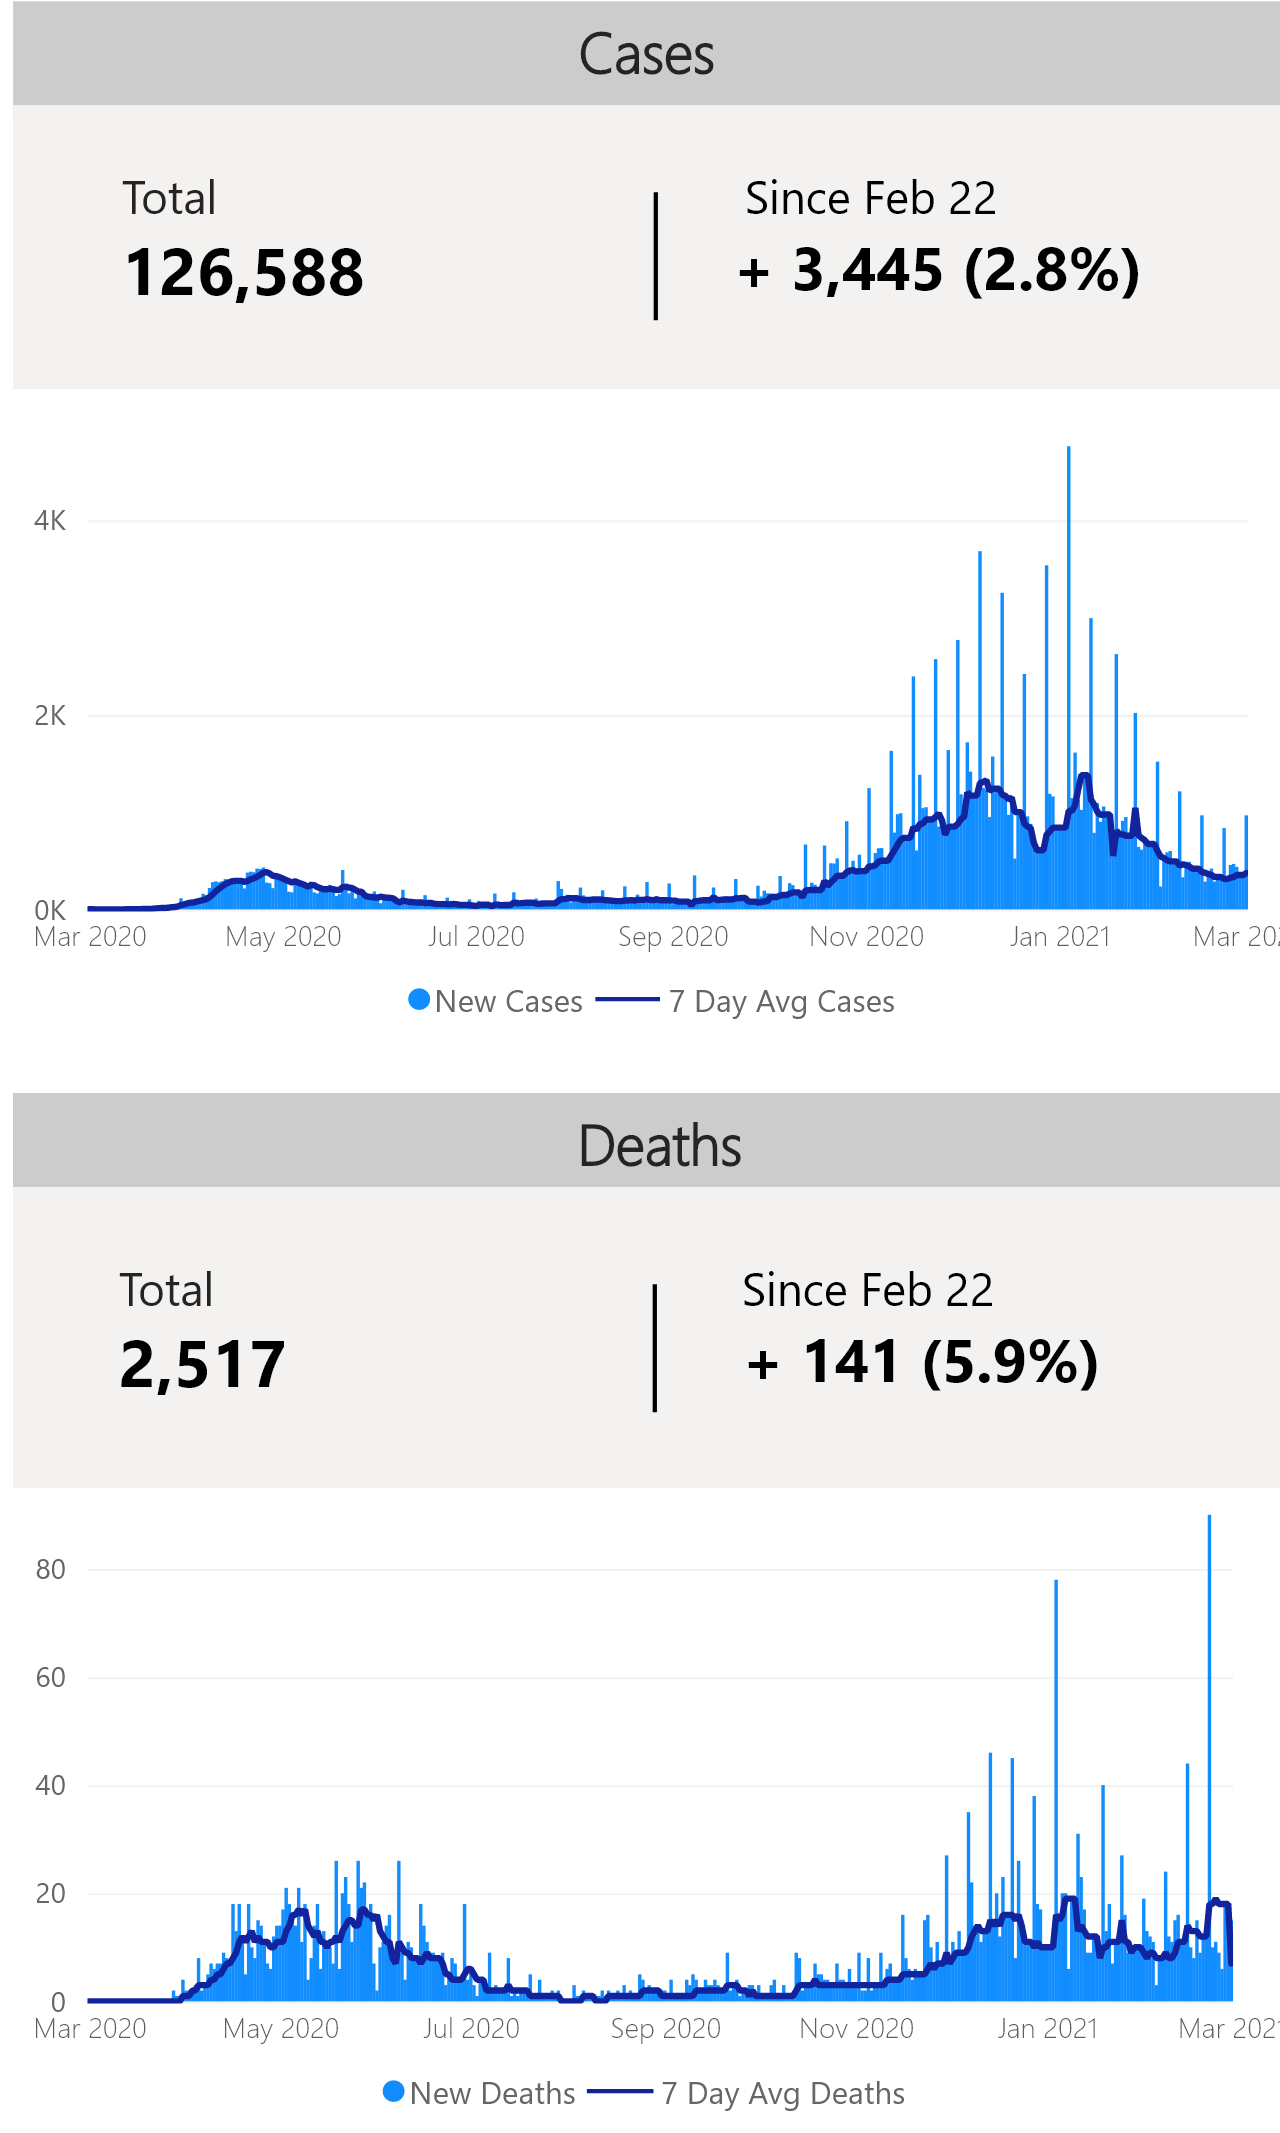 Cases
Total
Since Feb 22
126,588
+ 3,445 (2.8%)
4K
2K
0K
Mar 2020 May 2020 Jul 2020 Sep 2020 Nov 2020 Jan 2021 Mar 202
New Cases 7 Day Avg Cases
Deaths
Total
Since Feb 22
2,517
+ 141 (5.9%)
80
60
40
20
0
Mar 2020 May 2020 Jul 2020 Sep 2020 Nov 2020 Jan 2021 Mar 2021
New Deaths 7 Day Avg Deaths